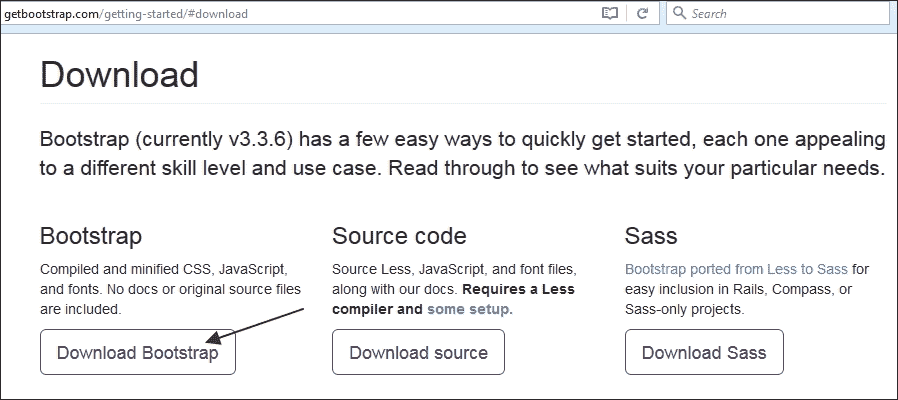 getbootstrap.com/getting-started/#download
Search
Download
Bootstrap (currently v3.3.6) has a few easy ways to quickly get started, each one appealing
to a different skill level and use case. Read through to see what suits your particular needs.
Bootstrap
Compiled and minified CSS, JavaScript,
and fonts. No docs or original source files
are included.
Download Bootstrap
Source code
Source Less, JavaScript, and font files,
along with our docs. Requires a Less
compiler and some setup.
Download source
Sass
Bootstrap ported from Less to Sass for
easy inclusion in Rails, Compass, or
Sass-only projects.
Download Sass